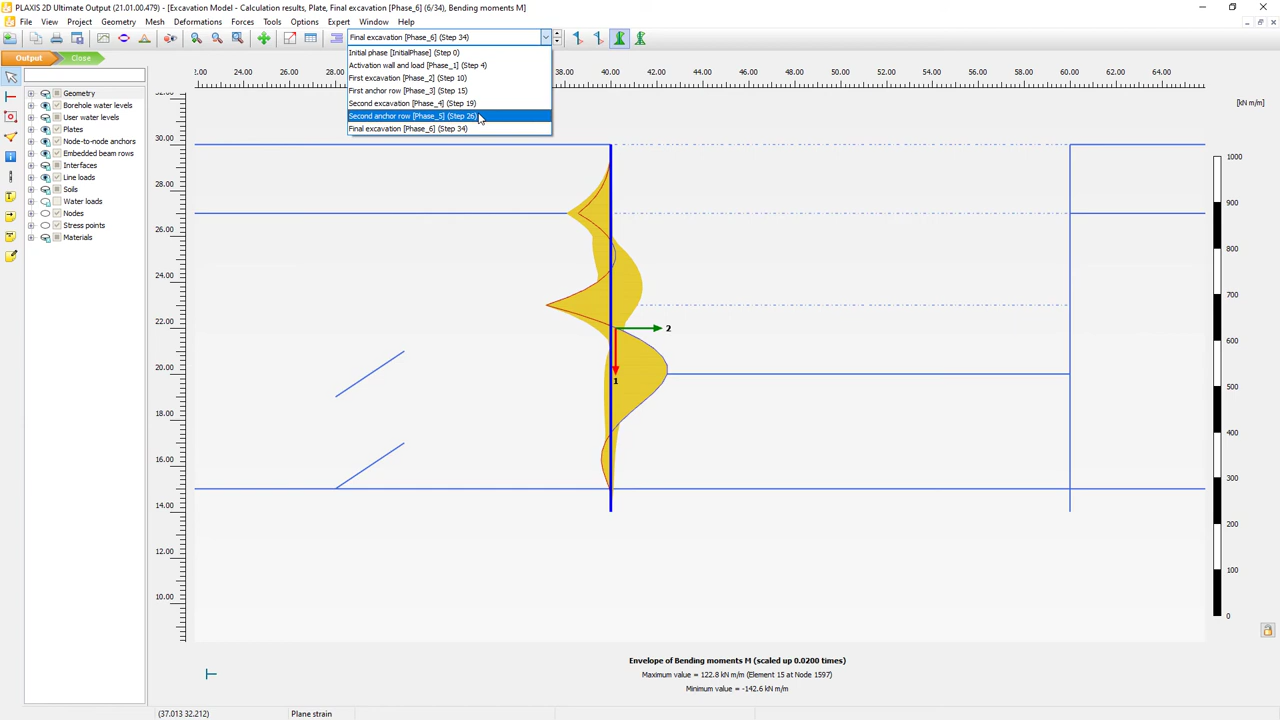 PLAXIS 2D Ultimate Output (21.01.00.479) - [Excavation Model - Calculation results, Plate, Final excavation [Phase_6] (6/34), Bending moments M]
File View Project Geometry Mesh Deformations Forces Tools Options Expert Window Help
Final excavation [Phase_6] (Step 34)
Output Close
Initial phase [InitialPhase] (Step 0)
Activation wall and load [Phase_1] (Step 4)
First excavation [Phase_2] (Step 10)
First anchor row [Phase_3] (Step 15)
Second excavation [Phase_4] (Step 19)
Second anchor row [Phase_5] (Step 26)
Final excavation [Phase_6] (Step 34)
22.00 24.00 26.00 28.00 30.00 32.00 38.00 40.00 42.00 44.00 46.00 48.00 50.00 52.00 54.00 56.00 58.00 60.00 62.00 64.00
[kN m/m]
Geometry
Borehole water levels
User water levels
Plates
Node-to-node anchors
Embedded beam rows
Interfaces
Line loads
Soils
Water loads
Nodes
Stress points
Materials
32.00
30.00
28.00
26.00
24.00
22.00
20.00
18.00
16.00
14.00
12.00
10.00
2
1
1000
900
800
700
600
500
400
300
200
100
0
Envelope of Bending moments M (scaled up 0.0200 times)
Maximum value = 122.8 kN m/m (Element 15 at Node 1597)
Minimum value = -142.6 kN m/m
(37.013 32.212) Plane strain